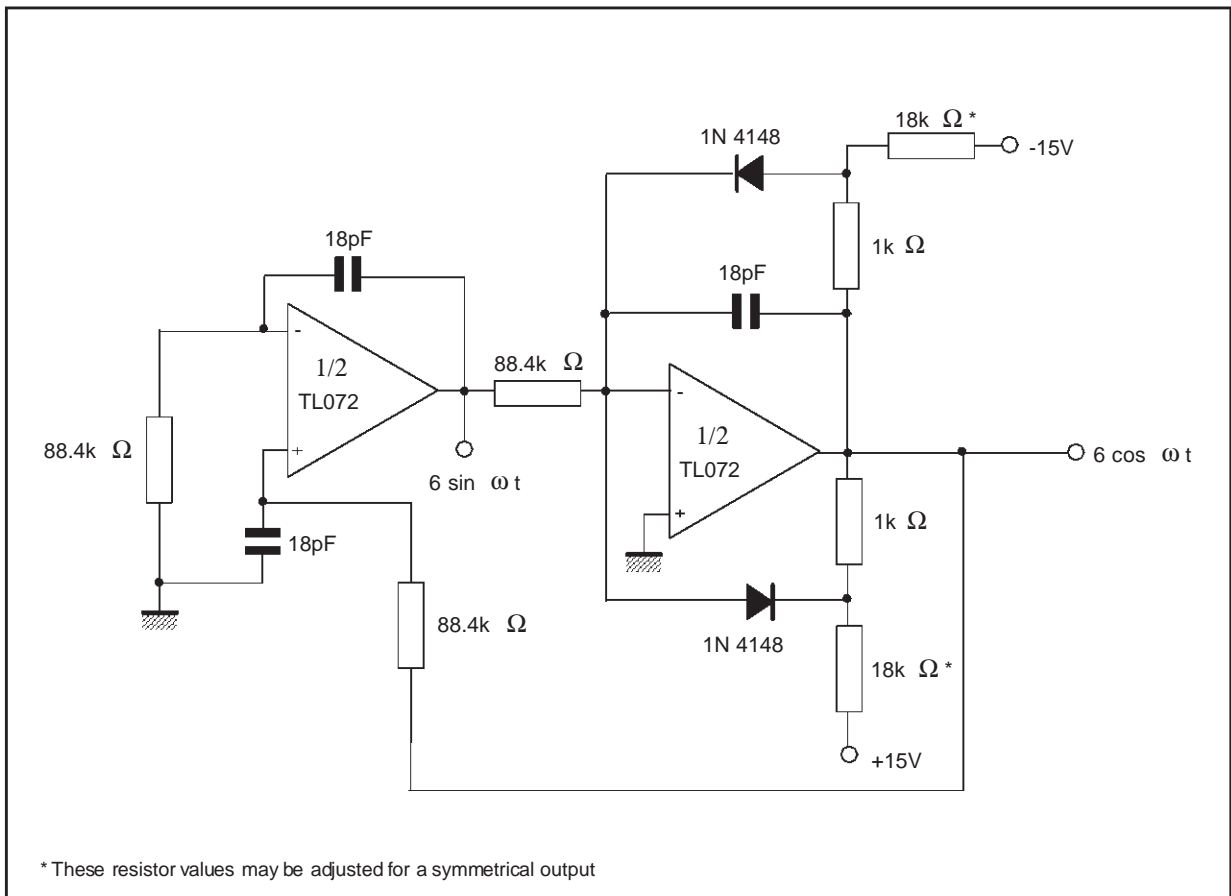 18k Ω *
1N 4148
-15V
18pF
1k Ω
18pF
-
1/2
TL072
88.4k Ω
-
88.4k Ω
+
1/2
TL072
6 cos ω t
6 sin ω t
+
1k Ω
18pF
88.4k Ω
1N 4148
18k Ω *
+15V
* These resistor values may be adjusted for a symmetrical output